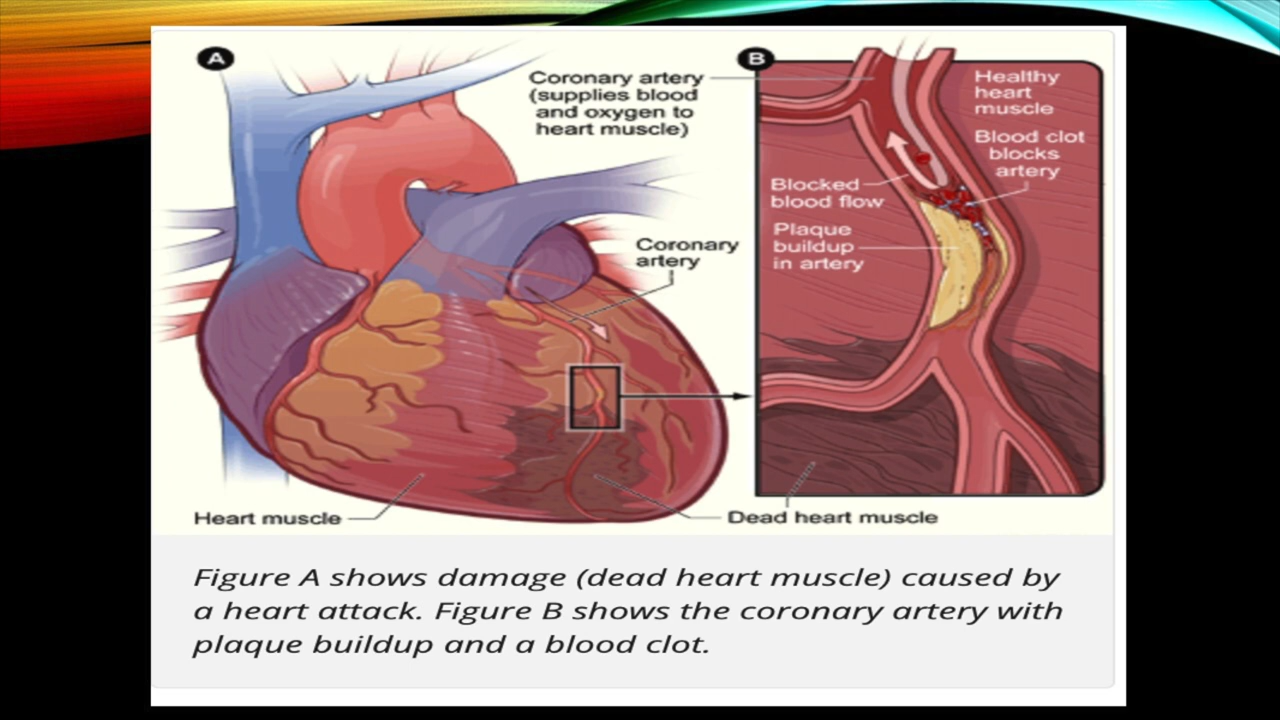 A
Coronary artery
(supplies blood
and oxygen to
heart muscle)
Coronary
artery
Heart muscle
Dead heart muscle
B
Healthy
heart
muscle
Blood clot
blocks
artery
Blocked
blood flow
Plaque
buildup
in artery
Figure A shows damage (dead heart muscle) caused by
a heart attack. Figure B shows the coronary artery with
plaque buildup and a blood clot.